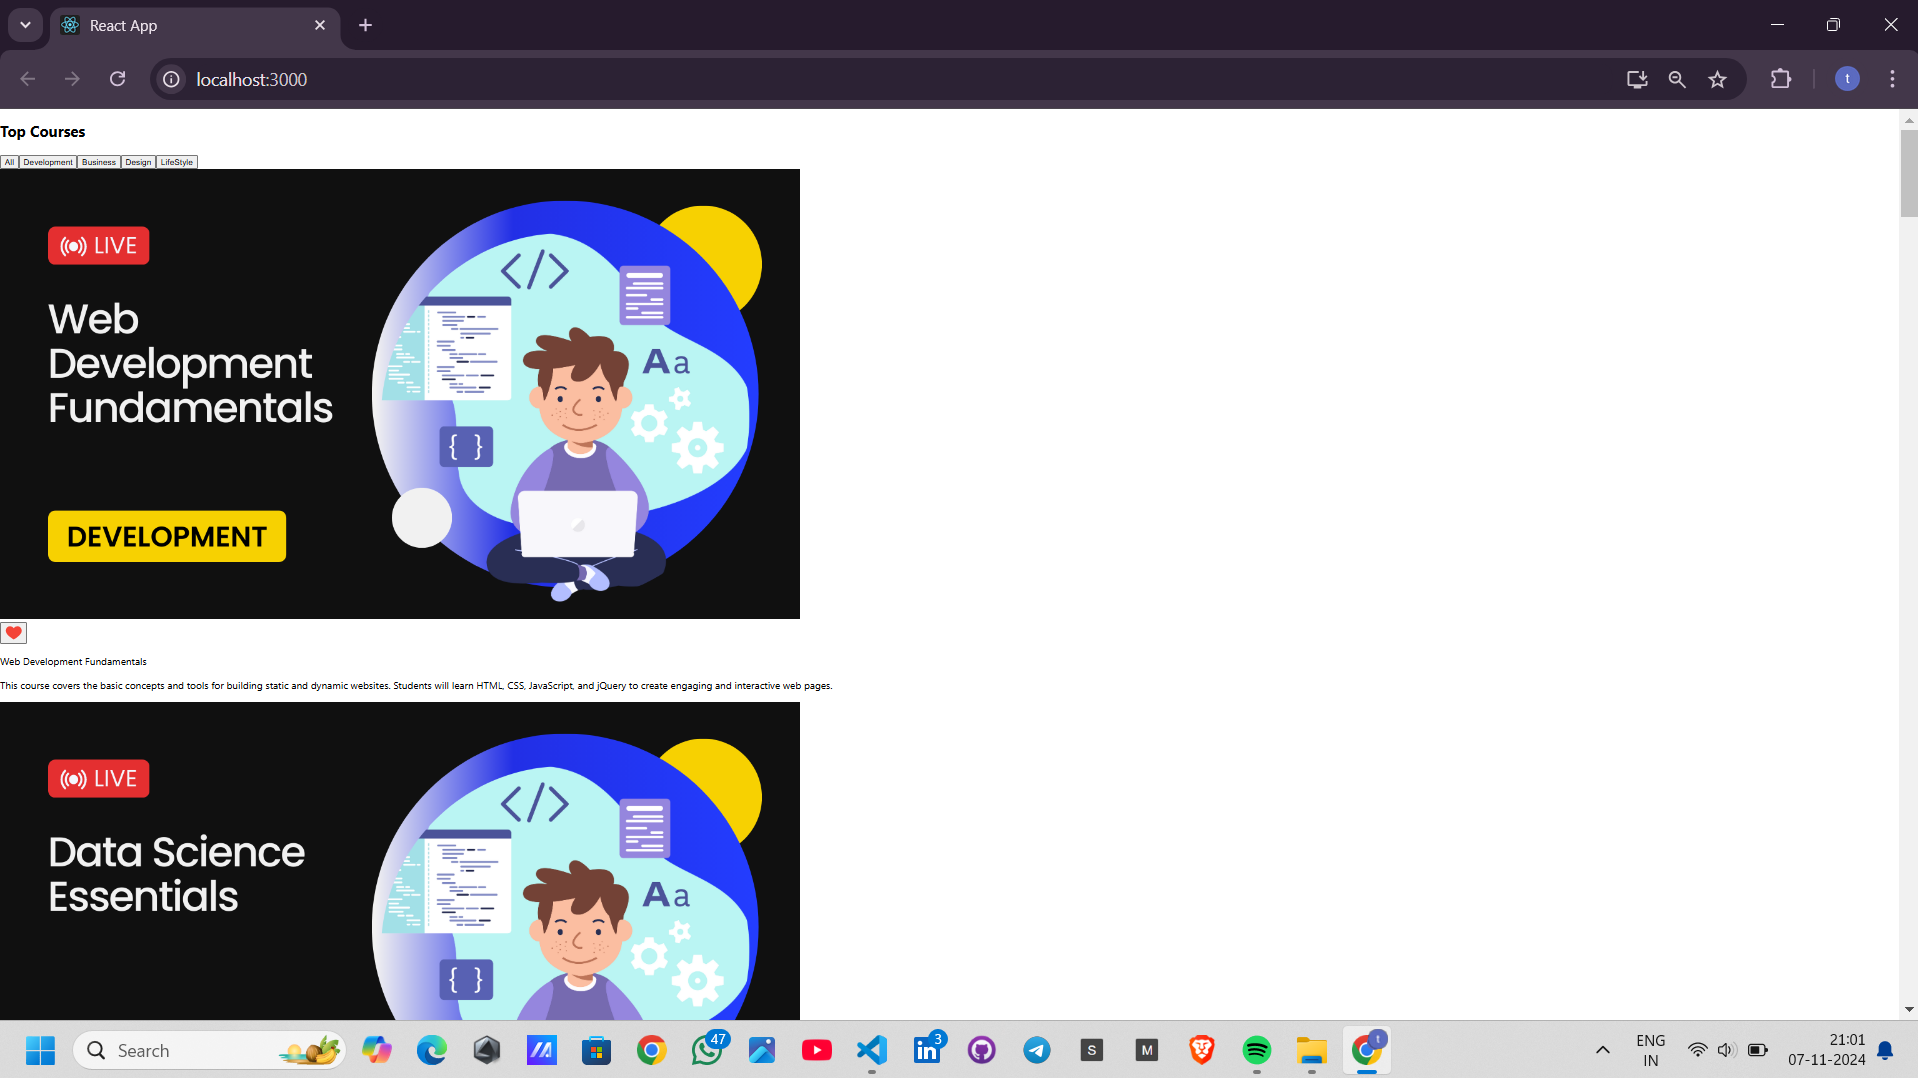 React App
localhost:3000
t
Top Courses
All Development Business Design LifeStyle
LIVE
Web
Development
Fundamentals
</>
Aa
{ }
DEVELOPMENT
Web Development Fundamentals
This course covers the basic concepts and tools for building static and dynamic websites. Students will learn HTML, CSS, JavaScript, and jQuery to create engaging and interactive web pages.
LIVE
Data Science
Essentials
</>
Aa
{ }
Search
47
3
in
S
M
t
ENG
IN
21:01
07-11-2024